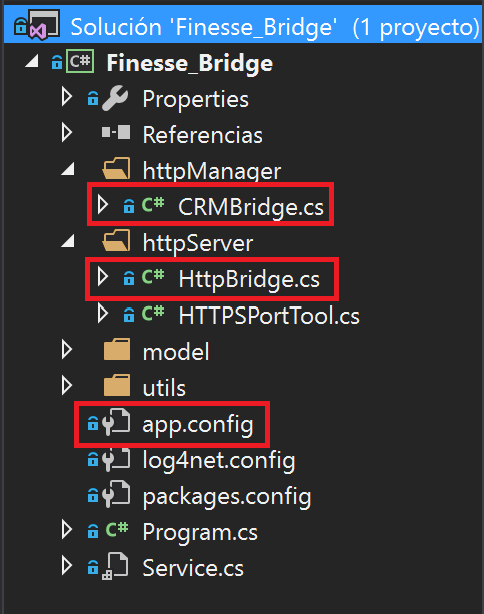 Solución 'Finesse_Bridge' (1 proyecto)
C# Finesse_Bridge
Properties
Referencias
httpManager
C# CRMBridge.cs
httpServer
C# HttpBridge.cs
C# HTTPSPortTool.cs
model
utils
app.config
log4net.config
packages.config
C# Program.cs
Service.cs